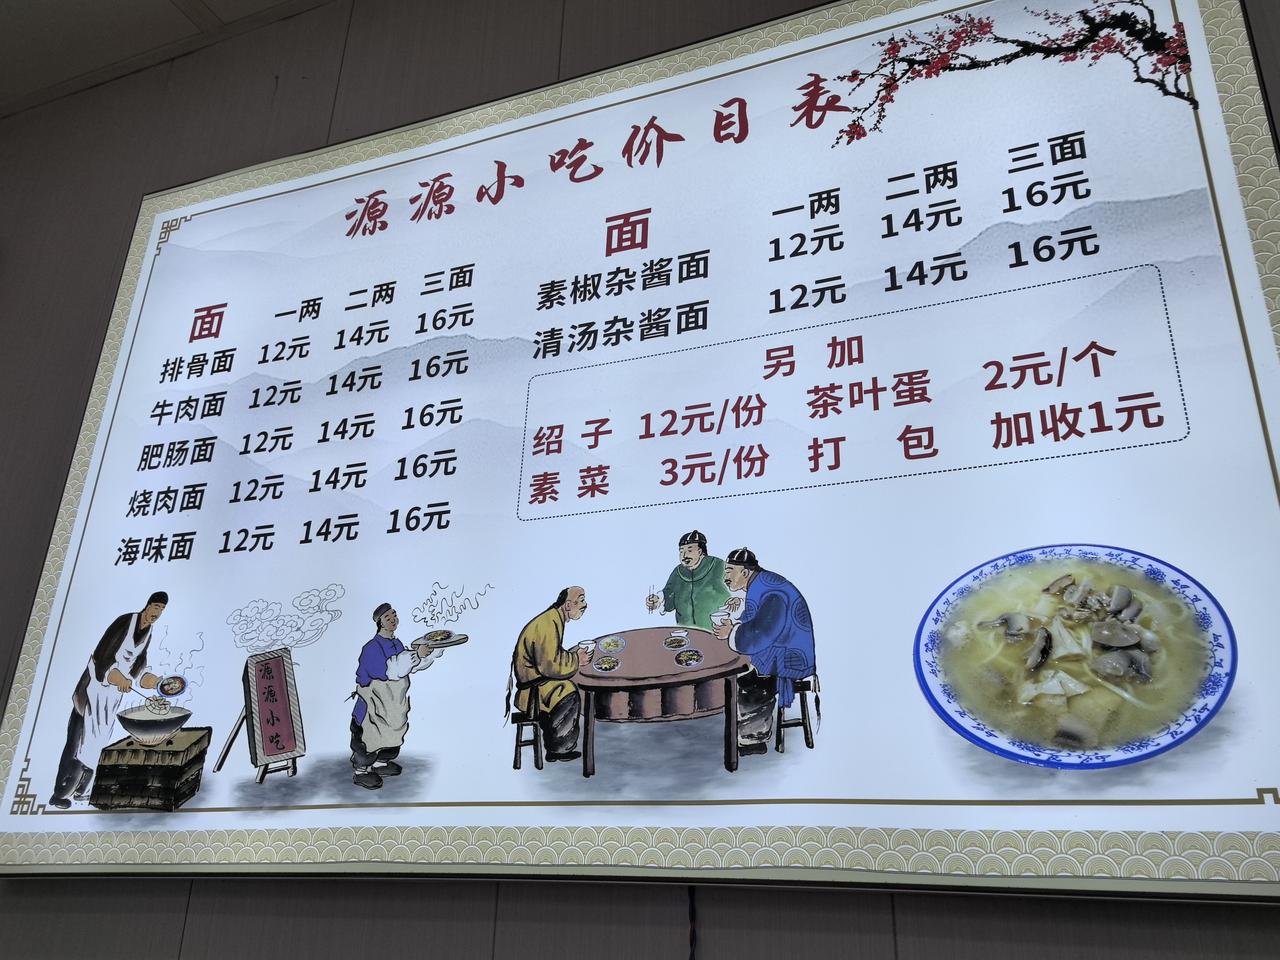 源源小吃价目表
面 一两 二两 三面
排骨面 12元 14元 16元
牛肉面 12元 14元 16元
肥肠面 12元 14元 16元
烧肉面 12元 14元 16元
海味面 12元 14元 16元
面 一两 二两 三面
素椒杂酱面 12元 14元 16元
清汤杂酱面 12元 14元 16元
另加
绍子 12元/份 茶叶蛋 2元/个
素菜 3元/份 打包 加收1元
源源小吃